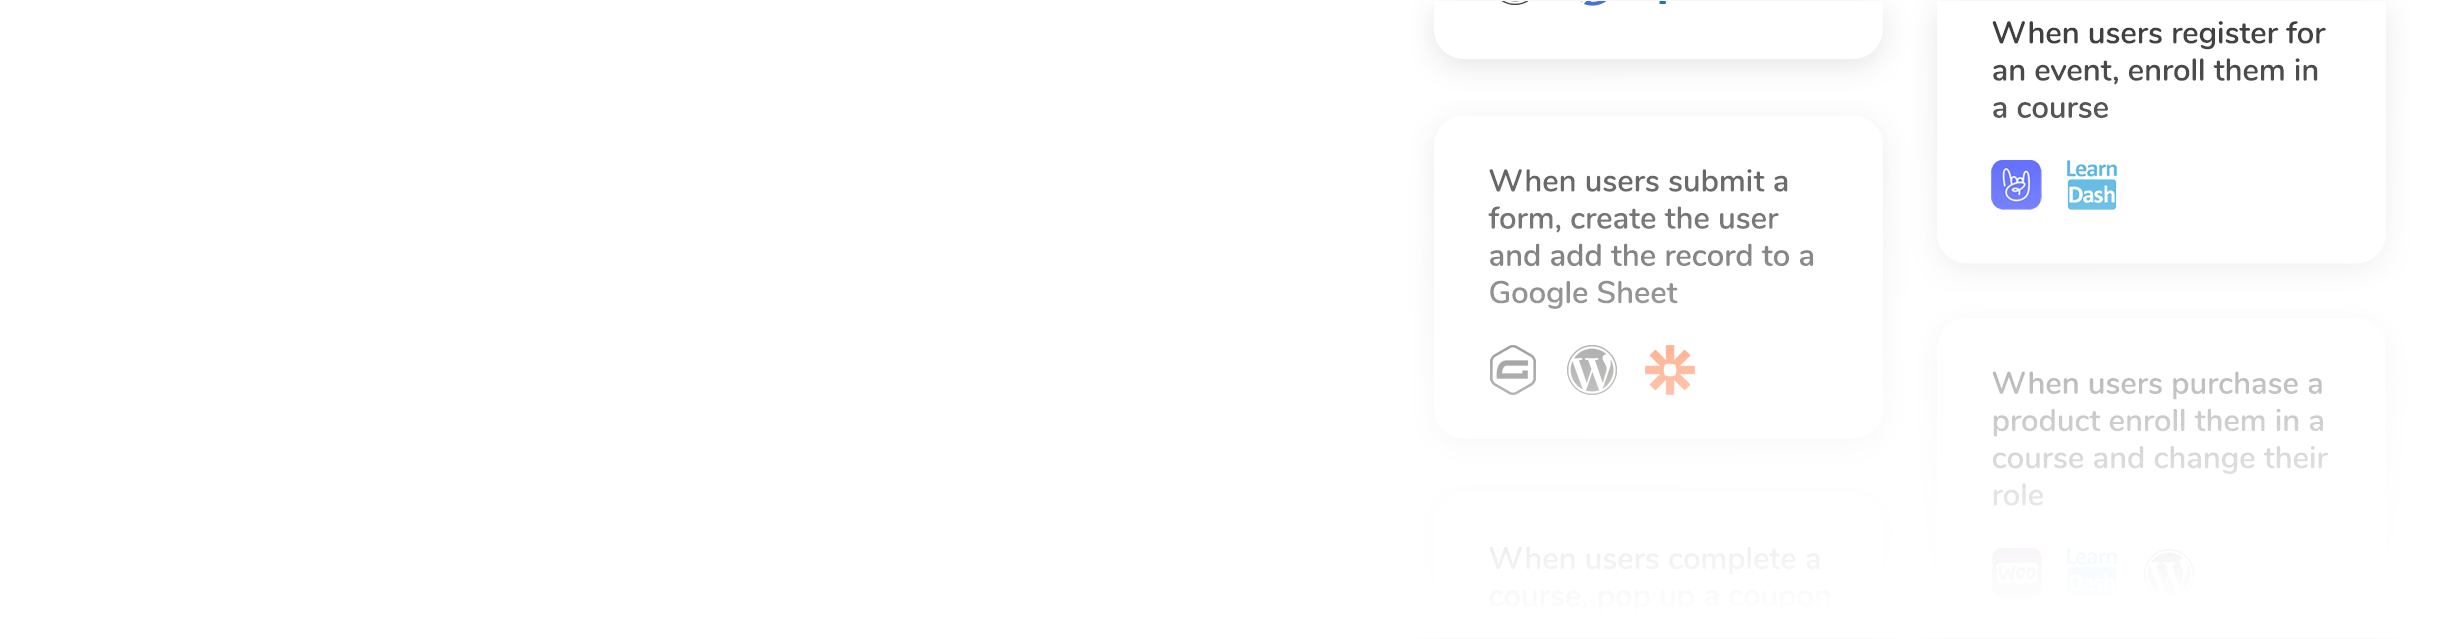 When users register for
an event, enroll them in
a course
Learn
Dash
When users submit a
form, create the user
and add the record to a
Google Sheet
When users purchase a
product enroll them in a
course and change their
role
Woo
Learn
Dash
When users complete a
course, pop up a coupon